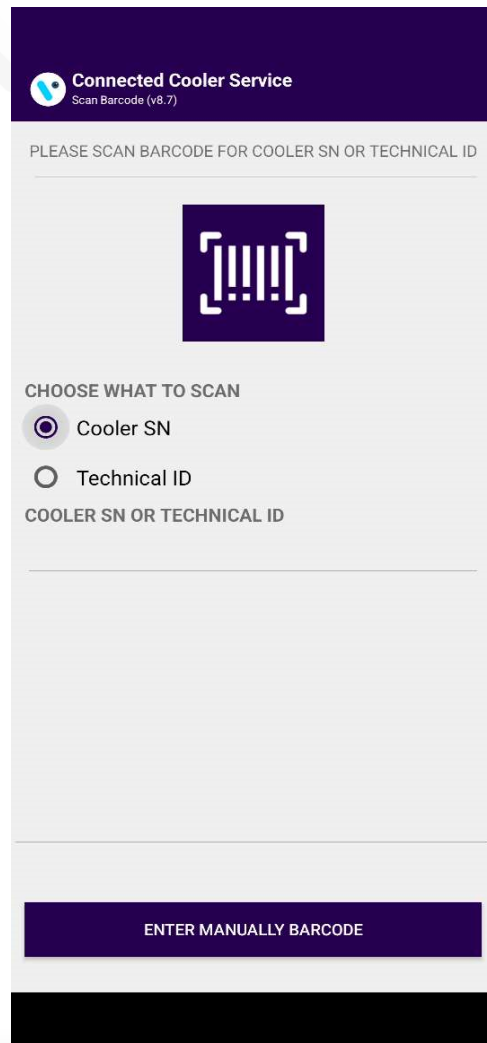 Connected Cooler Service
Scan Barcode (v8.7)
PLEASE SCAN BARCODE FOR COOLER SN OR TECHNICAL ID
CHOOSE WHAT TO SCAN
Cooler SN
Technical ID
COOLER SN OR TECHNICAL ID
ENTER MANUALLY BARCODE